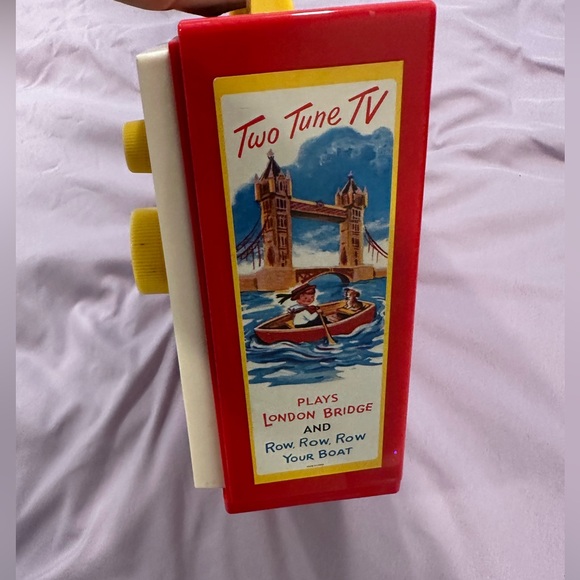 Two Tune TV
PLAYS
LONDON BRIDGE
AND
ROW, ROW, ROW
YOUR BOAT